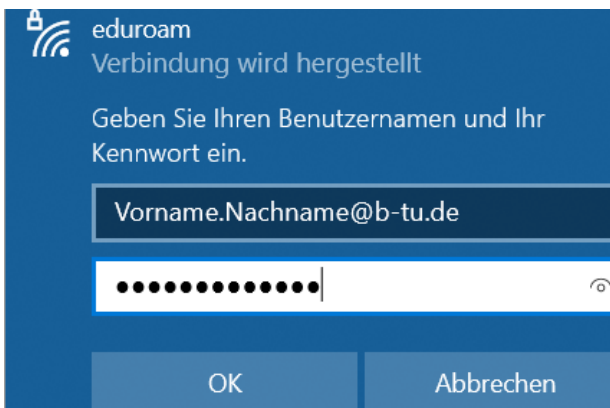 eduroam
Verbindung wird hergestellt
Geben Sie Ihren Benutzernamen und Ihr
Kennwort ein.
Vorname.Nachname@b-tu.de
●●●●●●●●●●●●●
OK Abbrechen